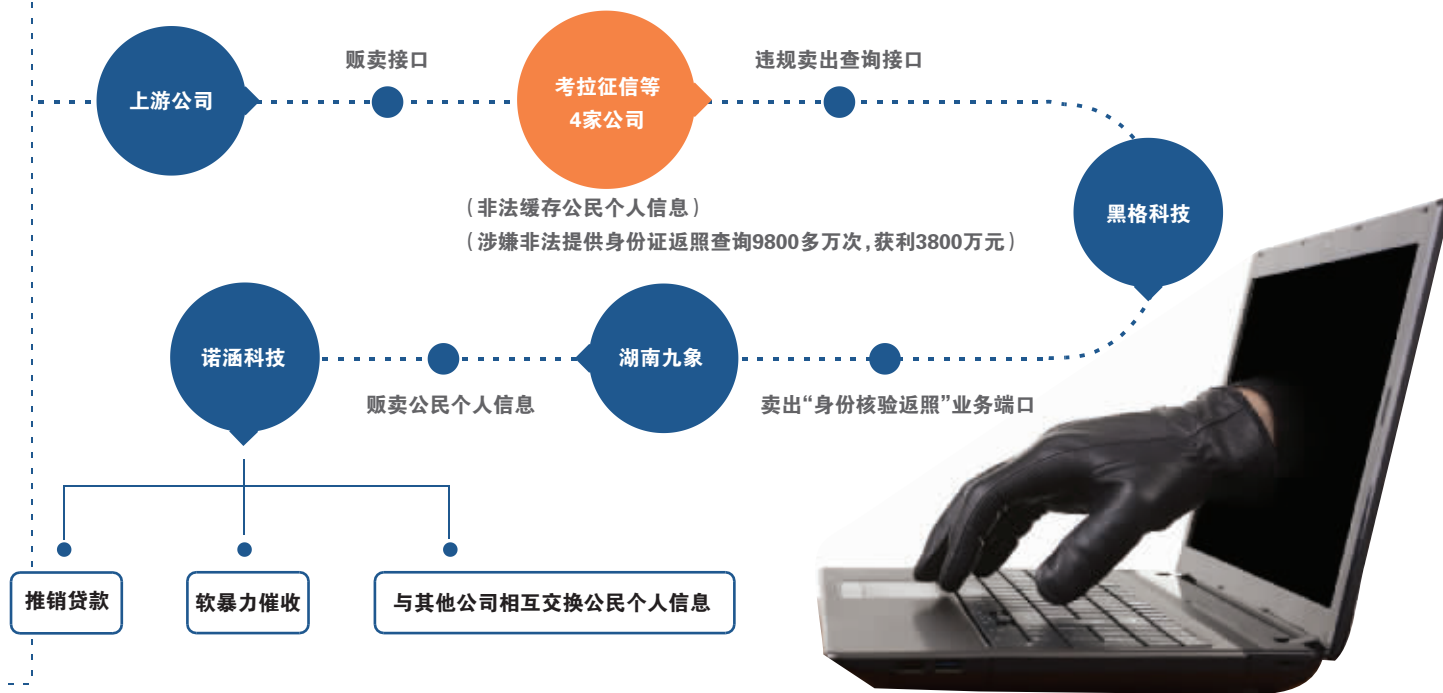 上游公司
贩卖接口
考拉征信等
4家公司
违规卖出查询接口
(非法缓存公民个人信息)
(涉嫌非法提供身份证返照查询9800多万次,获利3800万元)
黑格科技
卖出“身份核验返照”业务端口
湖南九象
贩卖公民个人信息
诺涵科技
推销贷款
软暴力催收
与其他公司相互交换公民个人信息